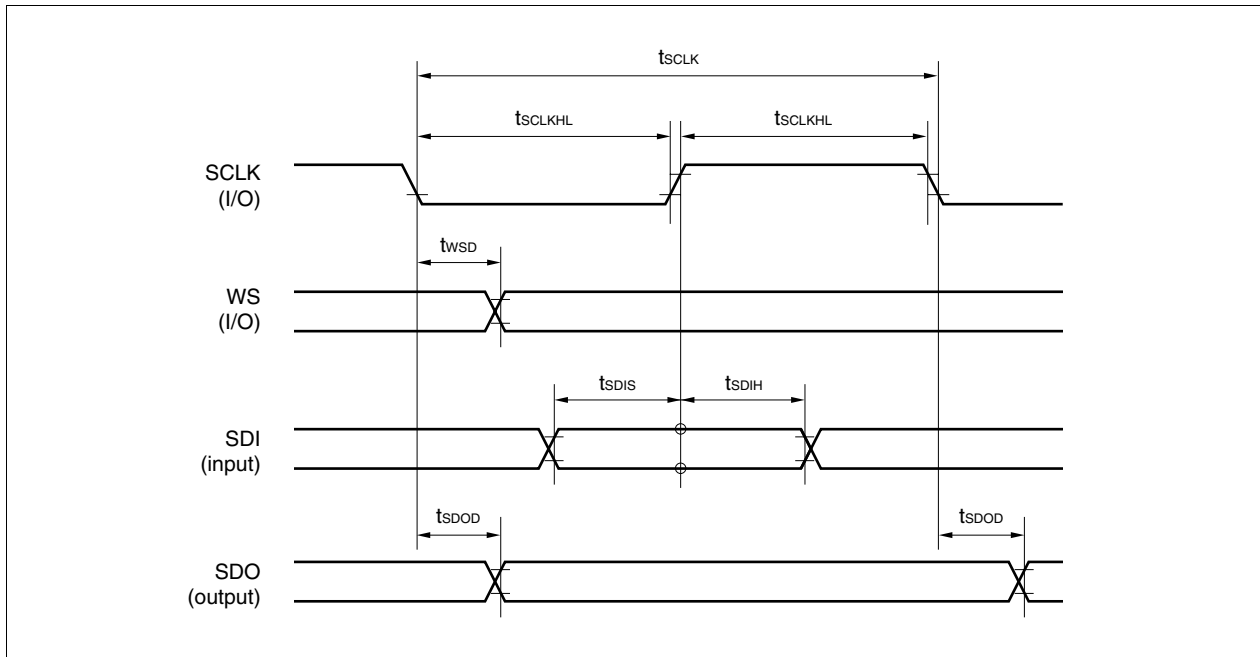 tSCLK
tSCLKHL tSCLKHL
SCLK
(I/O)
tWSD
WS
(I/O)
tSDIS tSDIH
SDI
(input)
tSDOD tSDOD
SDO
(output)